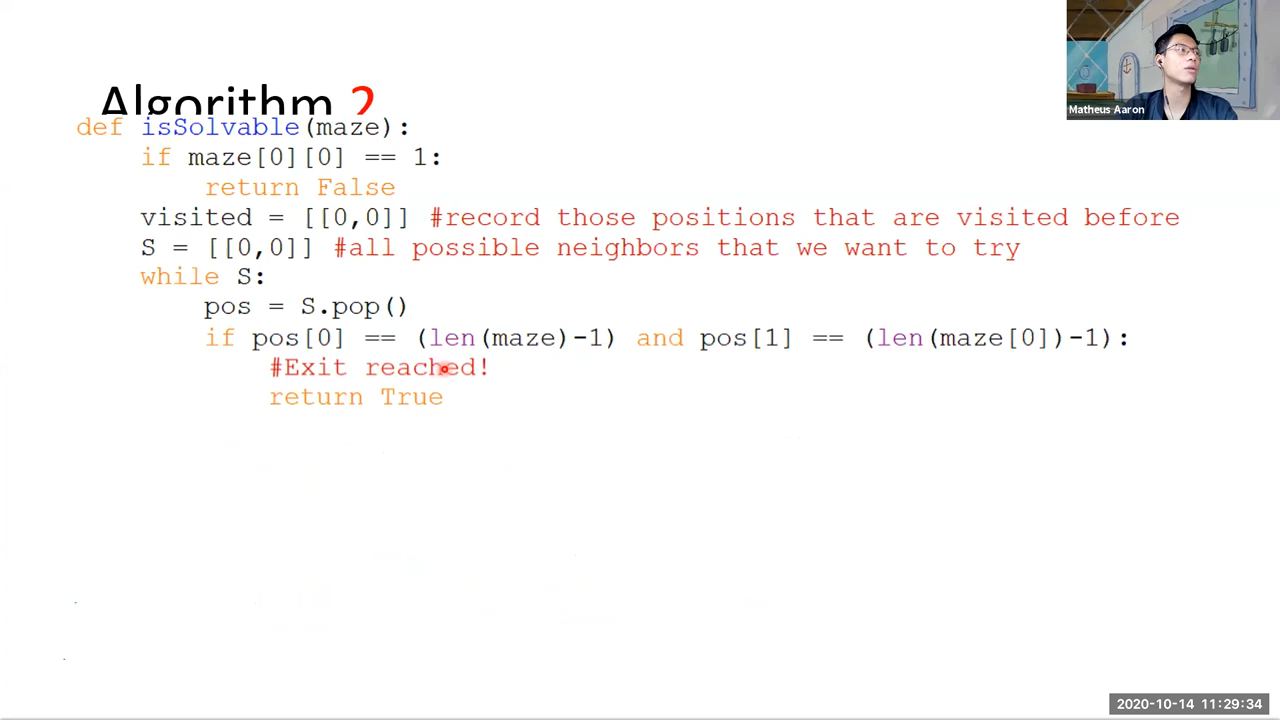 Algorithm 2
def isSolvable(maze):
    if maze[0][0] == 1:
        return False
    visited = [[0,0]] #record those positions that are visited before
    S = [[0,0]] #all possible neighbors that we want to try
    while S:
        pos = S.pop()
        if pos[0] == (len(maze)-1) and pos[1] == (len(maze[0])-1):
            #Exit reached!
            return True
Matheus Aaron
2020-10-14 11:29:34